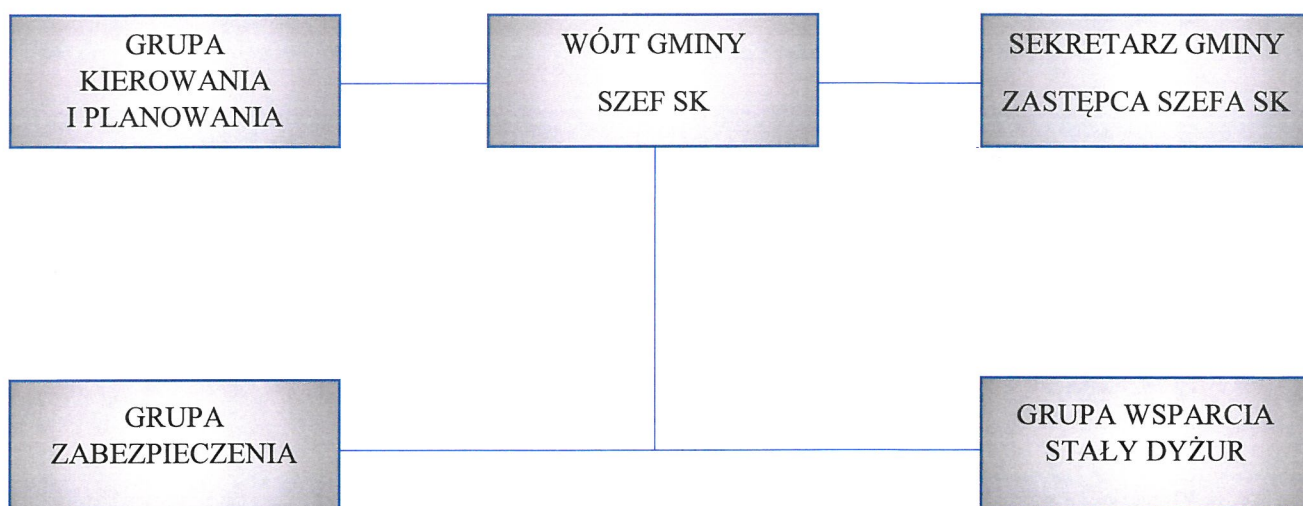 GRUPA
KIEROWANIA
I PLANOWANIA
WÓJT GMINY
SZEF SK
SEKRETARZ GMINY
ZASTĘPCA SZEFA SK
GRUPA
ZABEZPIECZENIA
GRUPA WSPARCIA
STAŁY DYŻUR